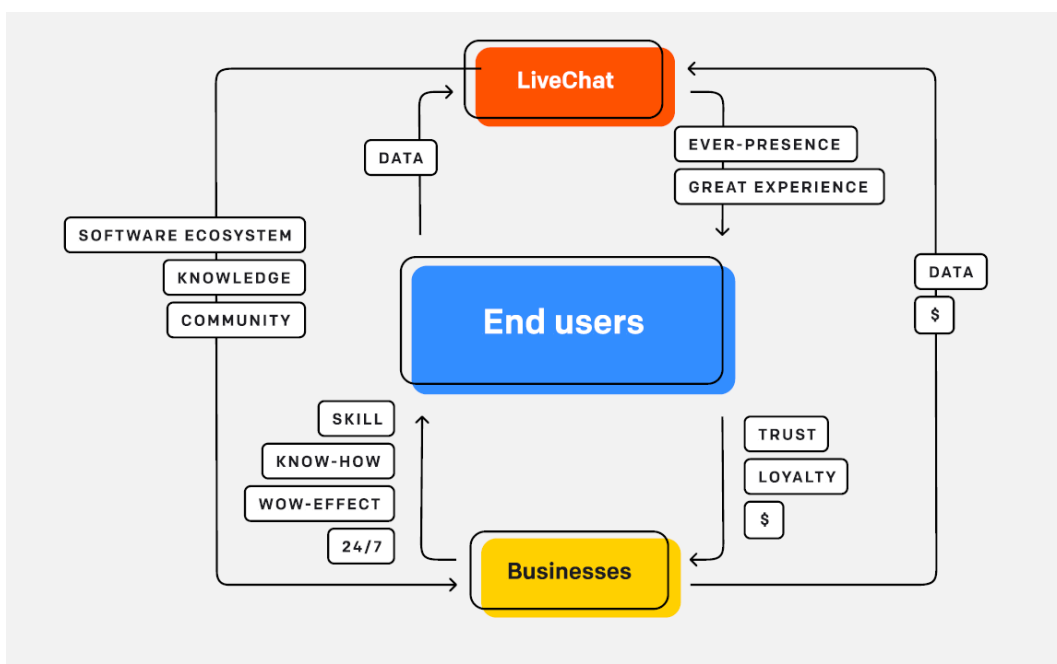 LiveChat
DATA
EVER-PRESENCE
GREAT EXPERIENCE
SOFTWARE ECOSYSTEM
KNOWLEDGE
COMMUNITY
DATA
$
End users
SKILL
KNOW-HOW
WOW-EFFECT
24/7
TRUST
LOYALTY
$
Businesses